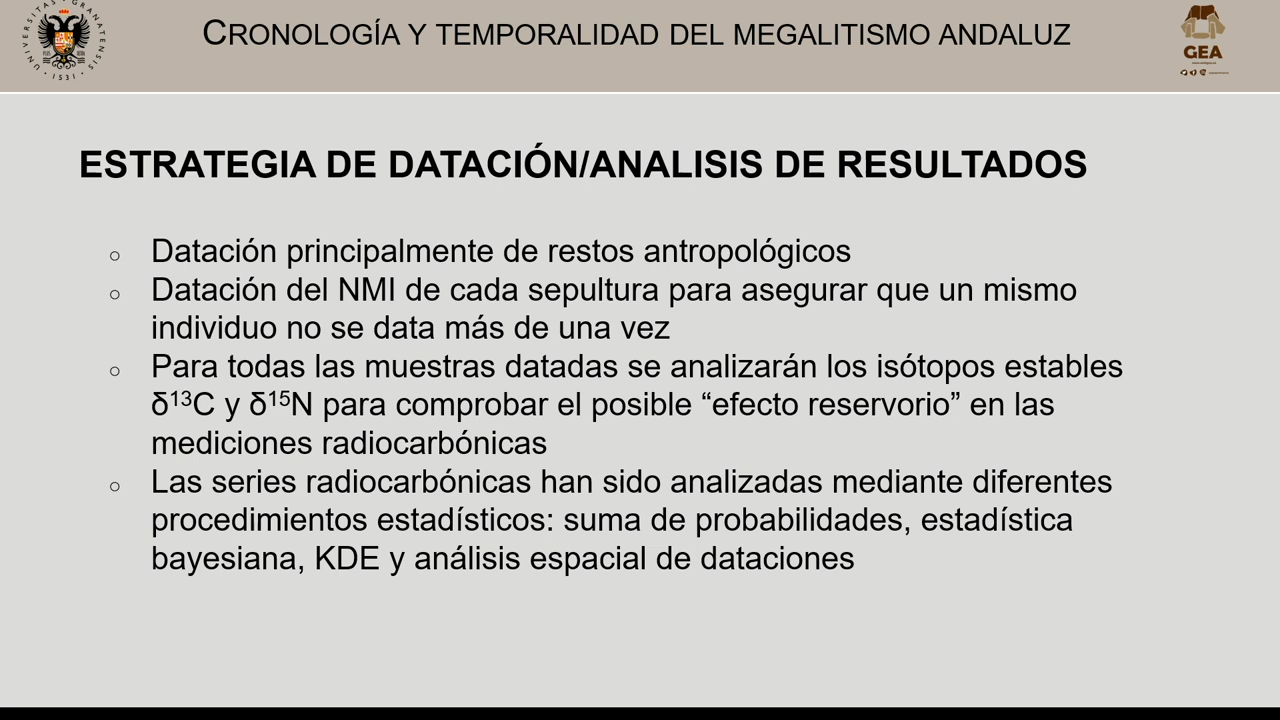 UNIVERSITAS GRANATENSIS
1531
CRONOLOGÍA Y TEMPORALIDAD DEL MEGALITISMO ANDALUZ
GEA
ESTRATEGIA DE DATACIÓN/ANALISIS DE RESULTADOS
○ Datación principalmente de restos antropológicos
○ Datación del NMI de cada sepultura para asegurar que un mismo
individuo no se data más de una vez
○ Para todas las muestras datadas se analizarán los isótopos estables
δ¹³C y δ¹⁵N para comprobar el posible “efecto reservorio” en las
mediciones radiocarbónicas
○ Las series radiocarbónicas han sido analizadas mediante diferentes
procedimientos estadísticos: suma de probabilidades, estadística
bayesiana, KDE y análisis espacial de dataciones